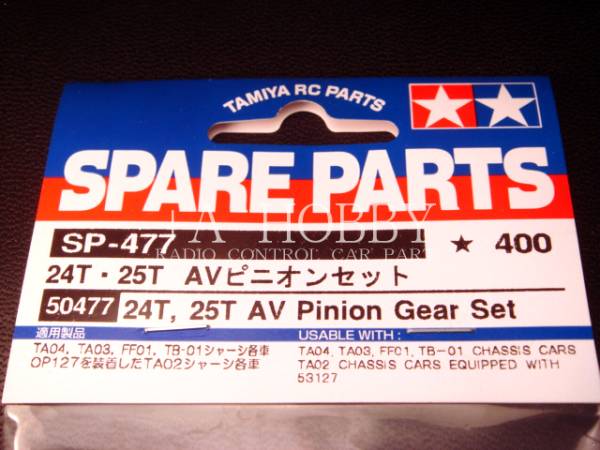 TAMIYA RC PARTS
SPARE PARTS
A HOBBY
RADIO CONTROL CAR PART
SP-477
★ 400
24T・25T AVピニオンセット
50477 24T, 25T AV Pinion Gear Set
適用製品
TA04, TA03, FF01, TB-01シャーシ各車
OP127を装着したTA02シャーシ各車
USABLE WITH :
TA04, TA03, FF01, TB-01 CHASSIS CARS
TA02 CHASSIS CARS EQUIPPED WITH
53127